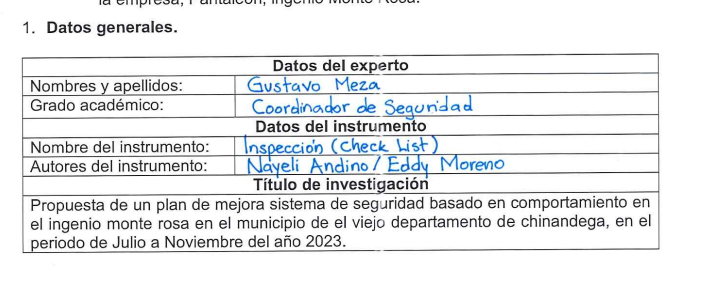 la empresa, Pantaleon, Ingenio Monte Rosa.
1. Datos generales.
Datos del experto
Nombres y apellidos: Gustavo Meza
Grado académico: Coordinador de Seguridad
Datos del instrumento
Nombre del instrumento: Inspección (Check List)
Autores del instrumento: Nayeli Andino / Eddy Moreno
Título de investigación
Propuesta de un plan de mejora sistema de seguridad basado en comportamiento en
el ingenio monte rosa en el municipio de el viejo departamento de chinandega, en el
periodo de Julio a Noviembre del año 2023.